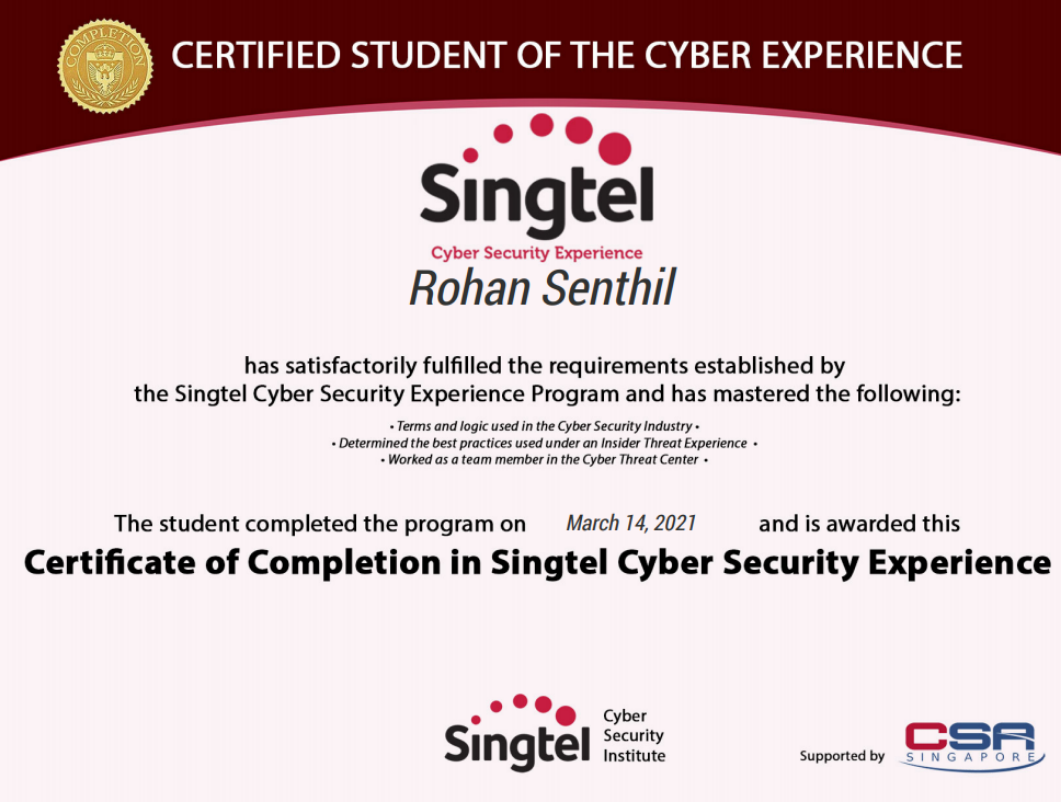 COMPLETION
CERTIFIED STUDENT OF THE CYBER EXPERIENCE
Singtel
Cyber Security Experience
Rohan Senthil
has satisfactorily fulfilled the requirements established by
the Singtel Cyber Security Experience Program and has mastered the following:
• Terms and logic used in the Cyber Security Industry •
• Determined the best practices used under an Insider Threat Experience •
• Worked as a team member in the Cyber Threat Center •
The student completed the program on March 14, 2021 and is awarded this
Certificate of Completion in Singtel Cyber Security Experience
Singtel
Cyber
Security
Institute
Supported by
CSA
SINGAPORE